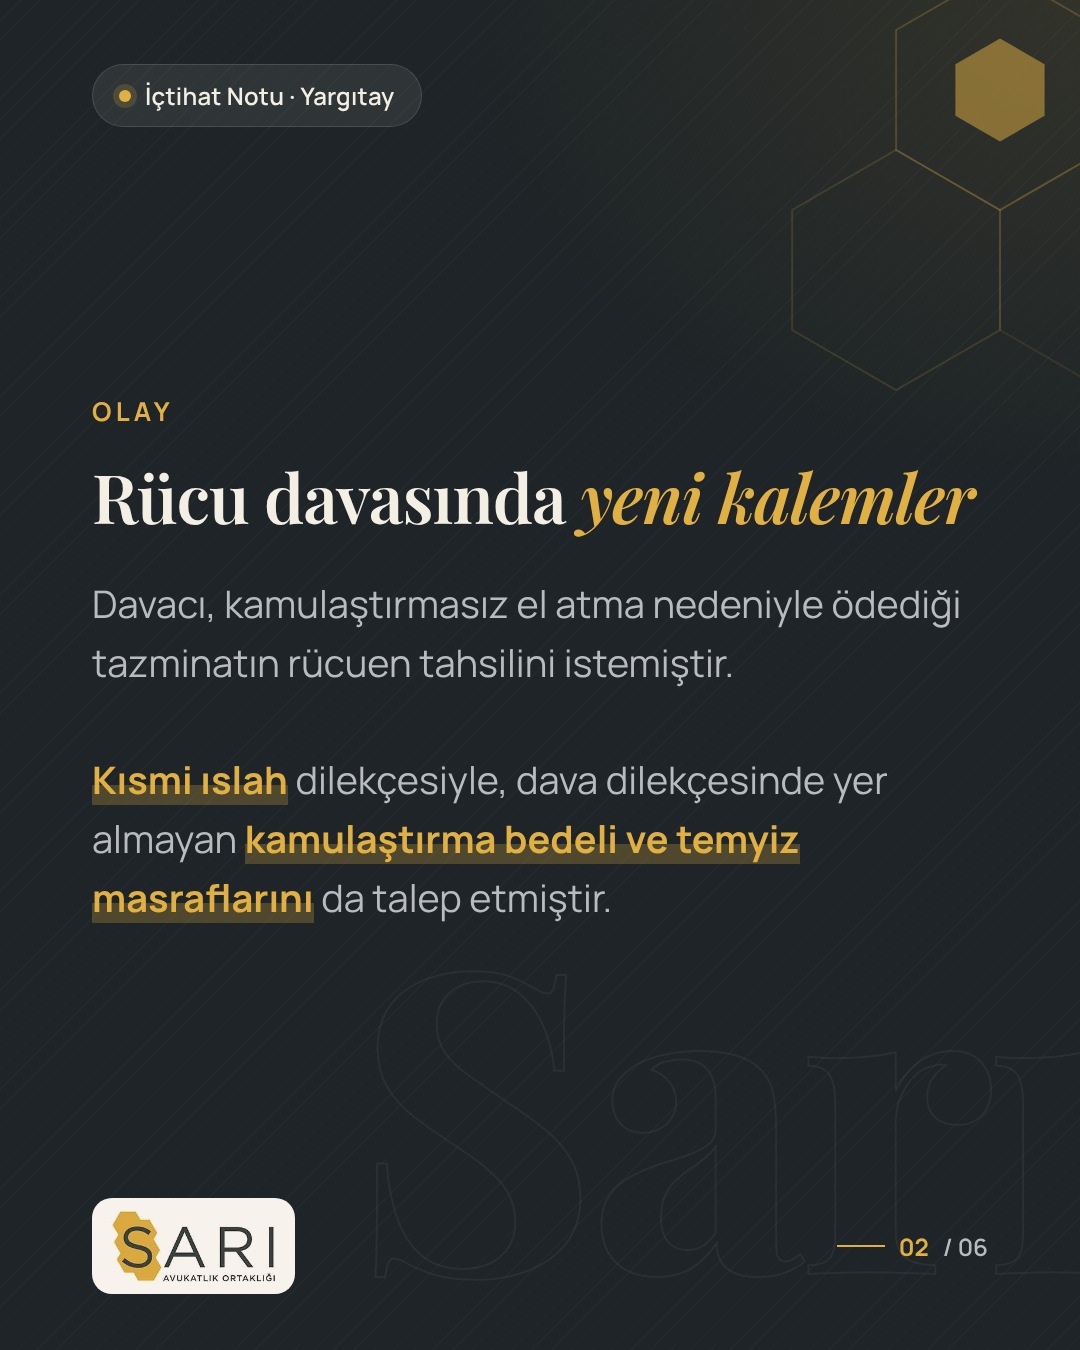 İçtihat Notu · Yargıtay
OLAY
Rücu davasında yeni kalemler
Davacı, kamulaştırmasız el atma nedeniyle ödediği
tazminatın rücuen tahsilini istemiştir.
Kısmi ıslah dilekçesiyle, dava dilekçesinde yer
almayan kamulaştırma bedeli ve temyiz
masraflarını da talep etmiştir.
Sarı
SARI
AVUKATLIK ORTAKLIĞI
02 / 06